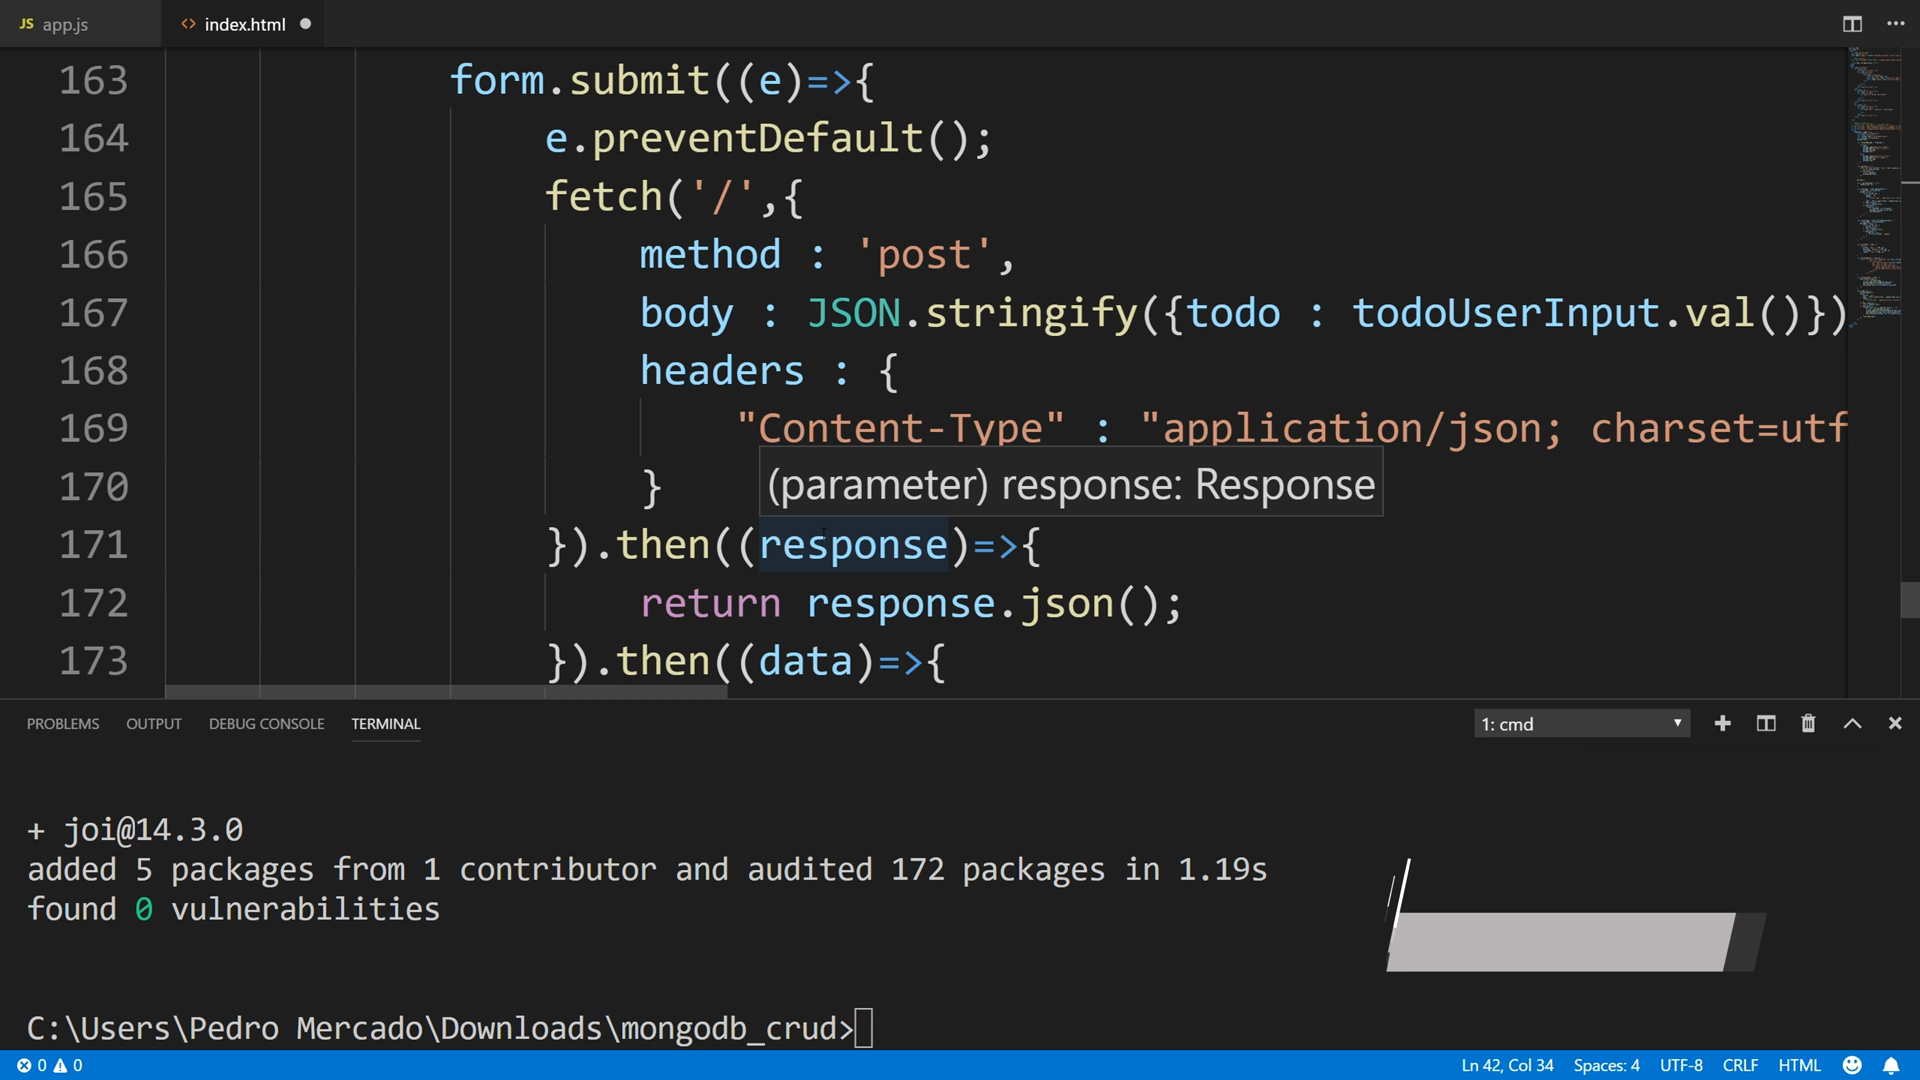 JS app.js
<> index.html
163 form.submit((e)=>{
164 e.preventDefault();
165 fetch('/',{
166 method : 'post',
167 body : JSON.stringify({todo : todoUserInput.val()})
168 headers : {
169 "Content-Type" : "application/json; charset=utf
170 }
(parameter) response: Response
171 }).then((response)=>{
172 return response.json();
173 }).then((data)=>{
PROBLEMS OUTPUT DEBUG CONSOLE TERMINAL
1: cmd
+ joi@14.3.0
added 5 packages from 1 contributor and audited 172 packages in 1.19s
found 0 vulnerabilities
C:\Users\Pedro Mercado\Downloads\mongodb_crud>
0 0 Ln 42, Col 34 Spaces: 4 UTF-8 CRLF HTML